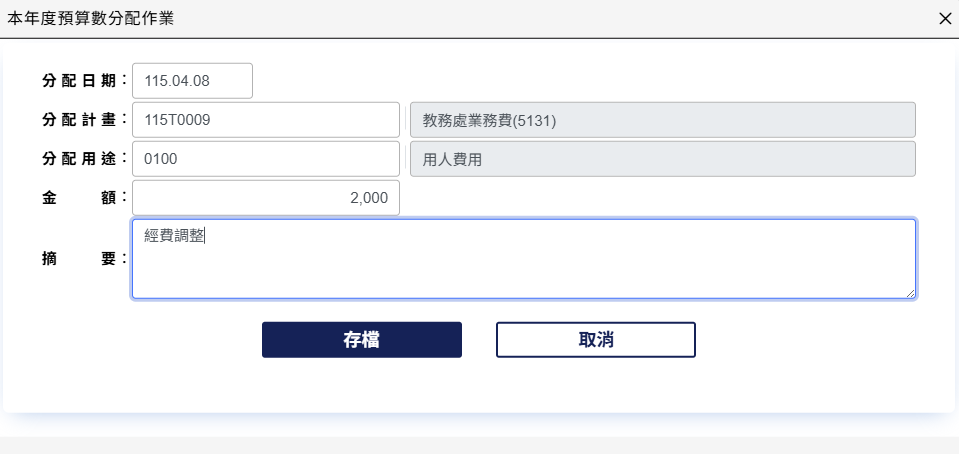 本年度預算數分配作業
分配日期： 115.04.08
分配計畫： 115T0009 教務處業務費(5131)
分配用途： 0100 用人費用
金額： 2,000
摘要： 經費調整
存檔 取消